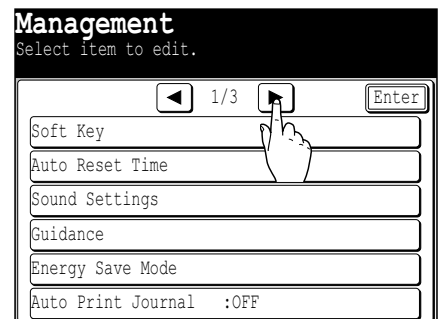 Management
Select item to edit.
1/3 Enter
Soft Key
Auto Reset Time
Sound Settings
Guidance
Energy Save Mode
Auto Print Journal :OFF